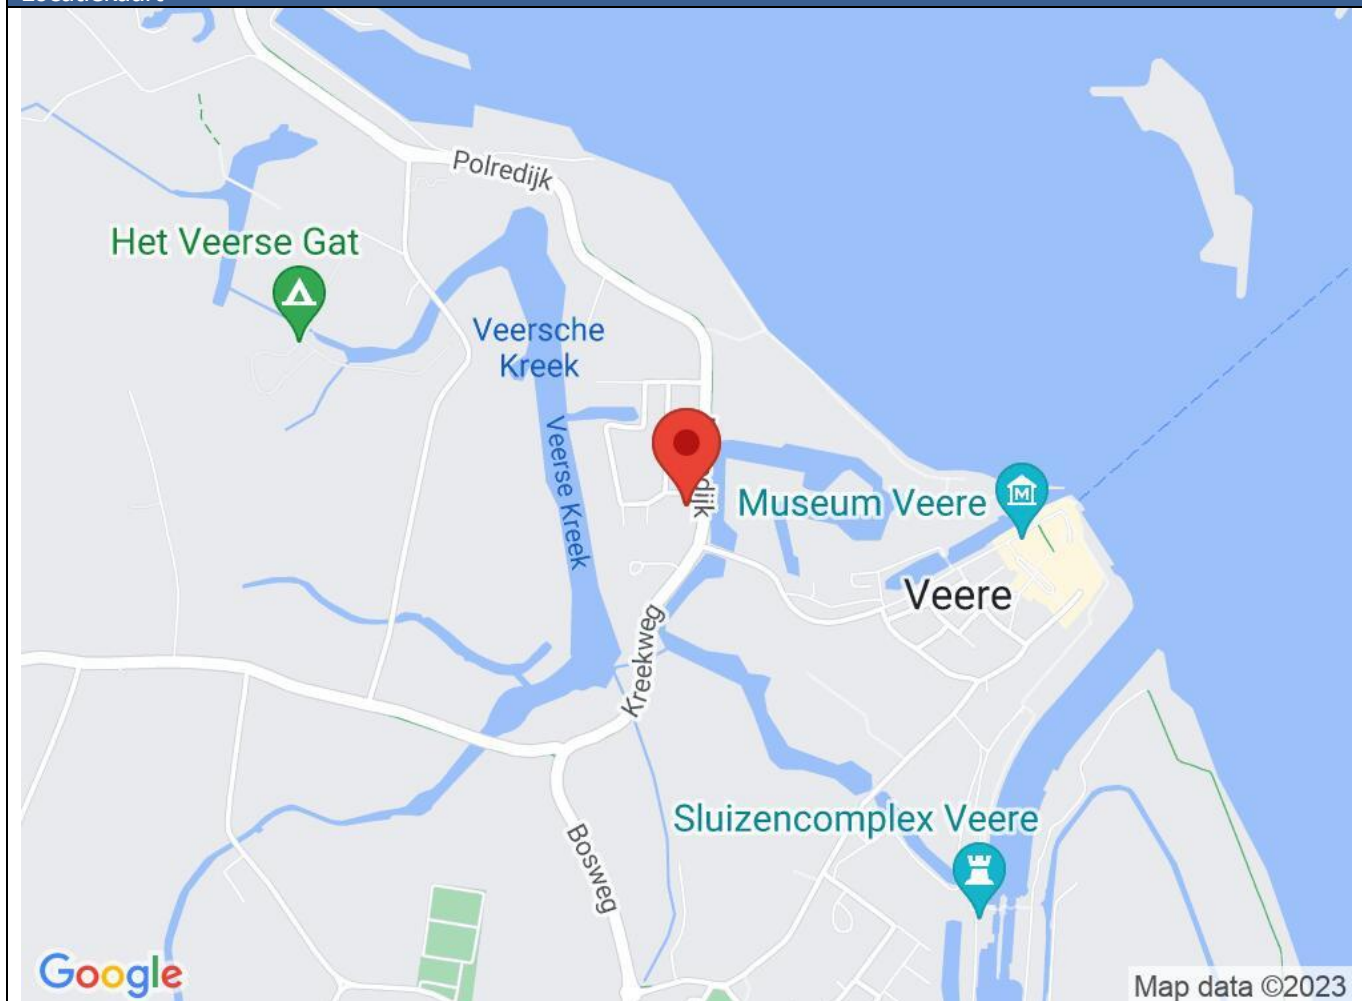 Locatiekaart
Polredijk
Het Veerse Gat
Veersche
Kreek
Veerse Kreek
Museum Veere
M
Veere
Kreekweg
Sluizencomplex Veere
Bosweg
Google
Map data ©2023